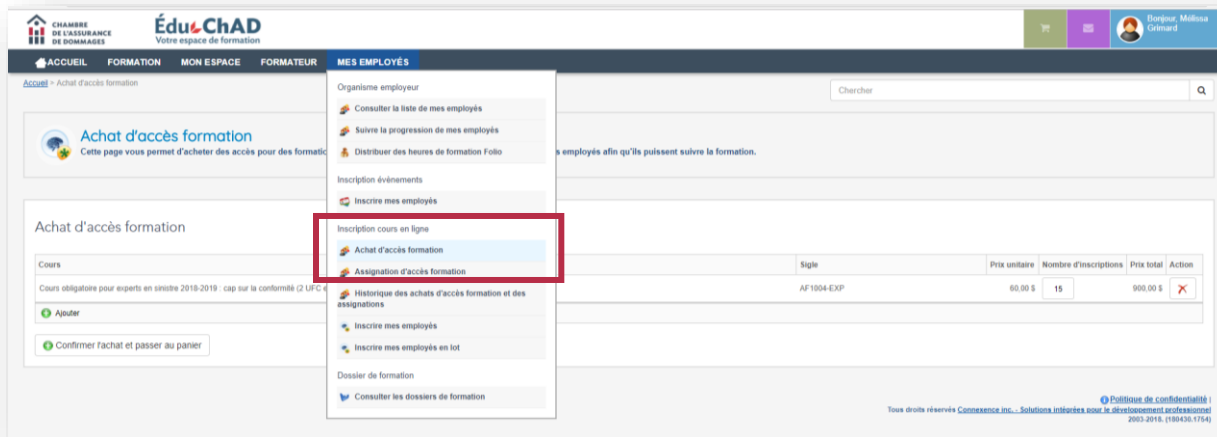 CHAMBRE
DE L'ASSURANCE
DE DOMMAGES
ÉduChAD
Votre espace de formation
Bonjour, Mélissa
Grimard
ACCUEIL FORMATION MON ESPACE FORMATEUR MES EMPLOYÉS
Accueil > Achat d'accès formation
Chercher
Organisme employeur
Consulter la liste de mes employés
Suivre la progression de mes employés
Distribuer des heures de formation Folio
Inscription évènements
Inscrire mes employés
Inscription cours en ligne
Achat d'accès formation
Assignation d'accès formation
Historique des achats d'accès formation et des
assignations
Inscrire mes employés
Inscrire mes employés en lot
Dossier de formation
Consulter les dossiers de formation
Achat d'accès formation
Cette page vous permet d'acheter des accès pour des formatio s employés afin qu'ils puissent suivre la formation.
Achat d'accès formation
Cours Sigle Prix unitaire Nombre d'inscriptions Prix total Action
Cours obligatoire pour experts en sinistre 2018-2019 : cap sur la conformité (2 UFC AF1804-EXP 60,00 $ 15 900,00 $
Ajouter
Confirmer l'achat et passer au panier
Politique de confidentialité |
Tous droits réservés Connexence inc. - Solutions intégrées pour le développement professionnel
2003-2018. (180436.1754)